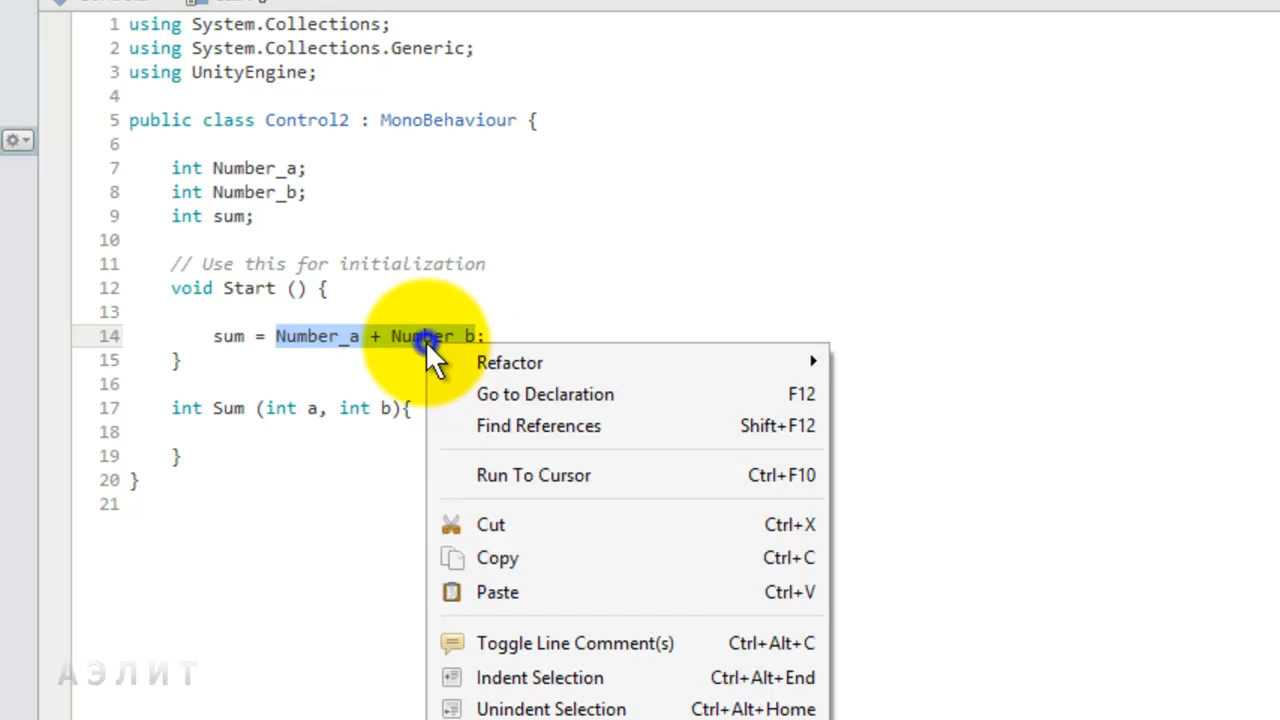 1 using System.Collections;
2 using System.Collections.Generic;
3 using UnityEngine;
4
5 public class Control2 : MonoBehaviour {
6
7 int Number_a;
8 int Number_b;
9 int sum;
10
11 // Use this for initialization
12 void Start () {
13
14 sum = Number_a + Number_b;
15 }
16
17 int Sum (int a, int b){
18
19 }
20 }
21
Refactor
Go to Declaration F12
Find References Shift+F12
Run To Cursor Ctrl+F10
Cut Ctrl+X
Copy Ctrl+C
Paste Ctrl+V
Toggle Line Comment(s) Ctrl+Alt+C
Indent Selection Ctrl+Alt+End
Unindent Selection Ctrl+Alt+Home
АЭЛИТ